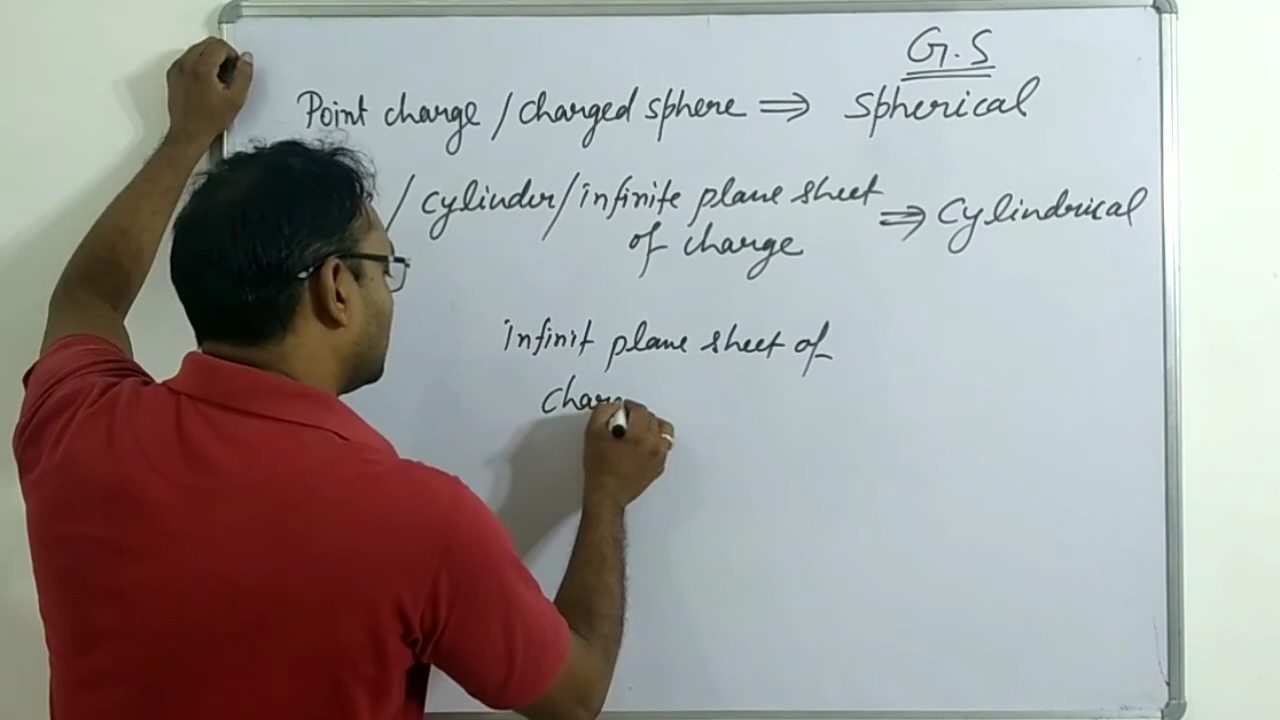 G.S
Point charge / charged sphere ⇒ Spherical
/ cylinder / infinite plane sheet
of charge ⇒ Cylindrical
infinit plane sheet of
char